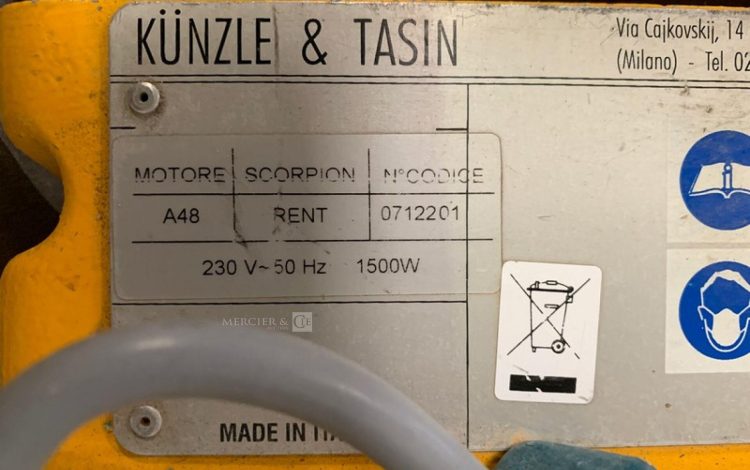 KÜNZLE & TASIN
Via Cajkovskij, 14
(Milano) - Tel. 02
MOTORE SCORPION N°CODICE
A48 RENT 0712201
230 V~ 50 Hz 1500W
MERCIER & CIE
MADE IN ITA